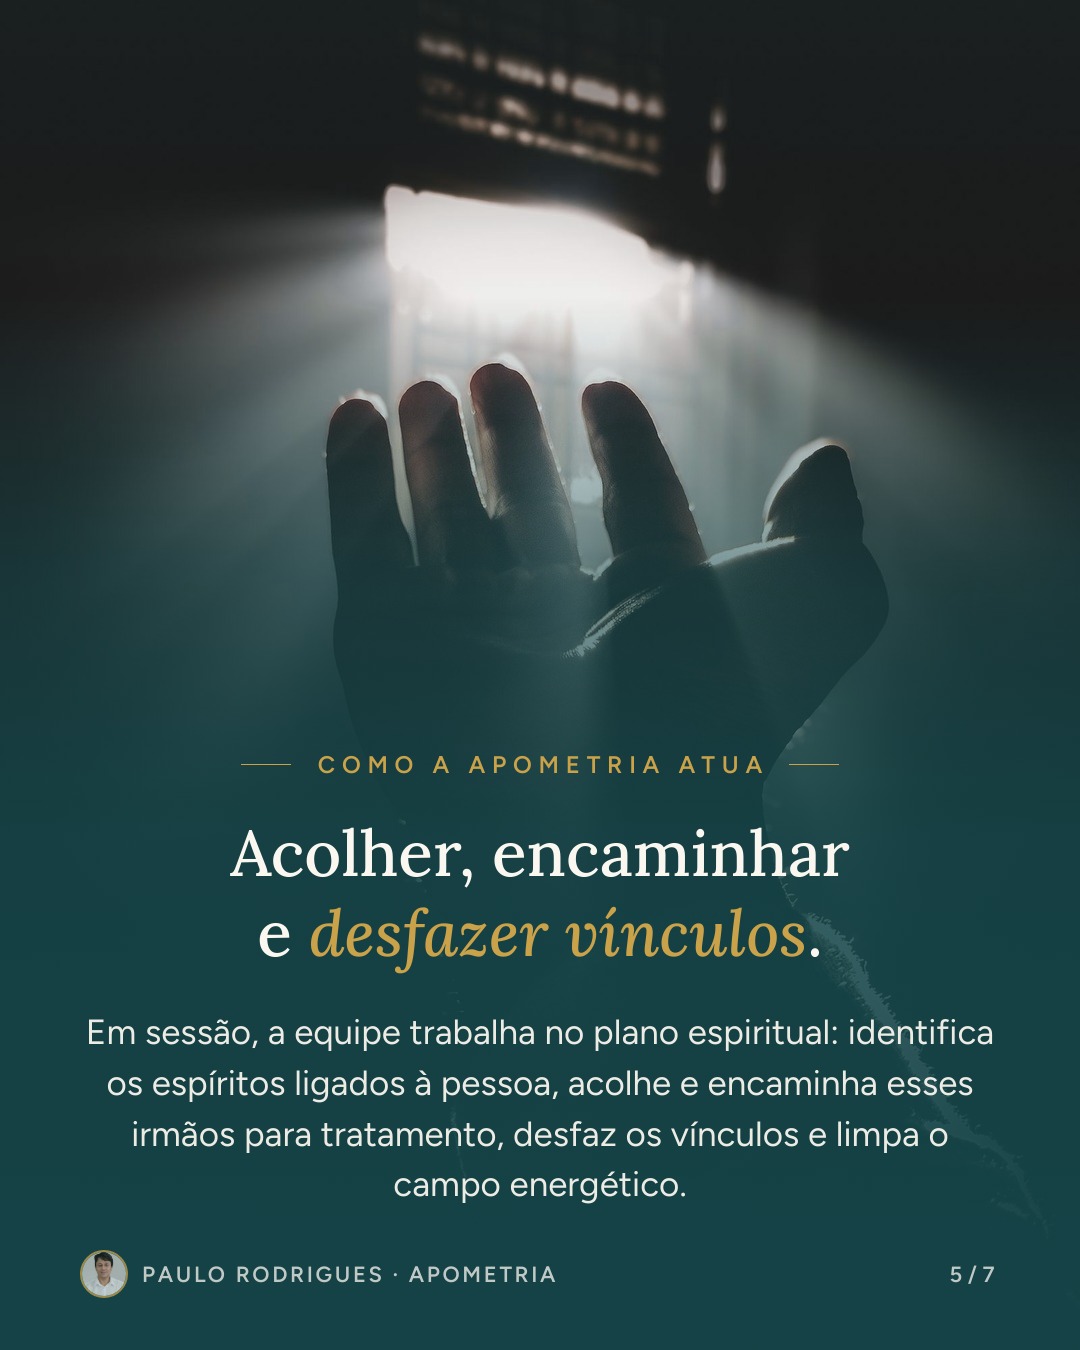 COMO A APOMETRIA ATUA
Acolher, encaminhar
e desfazer vínculos.
Em sessão, a equipe trabalha no plano espiritual: identifica
os espíritos ligados à pessoa, acolhe e encaminha esses
irmãos para tratamento, desfaz os vínculos e limpa o
campo energético.
PAULO RODRIGUES · APOMETRIA
5 / 7